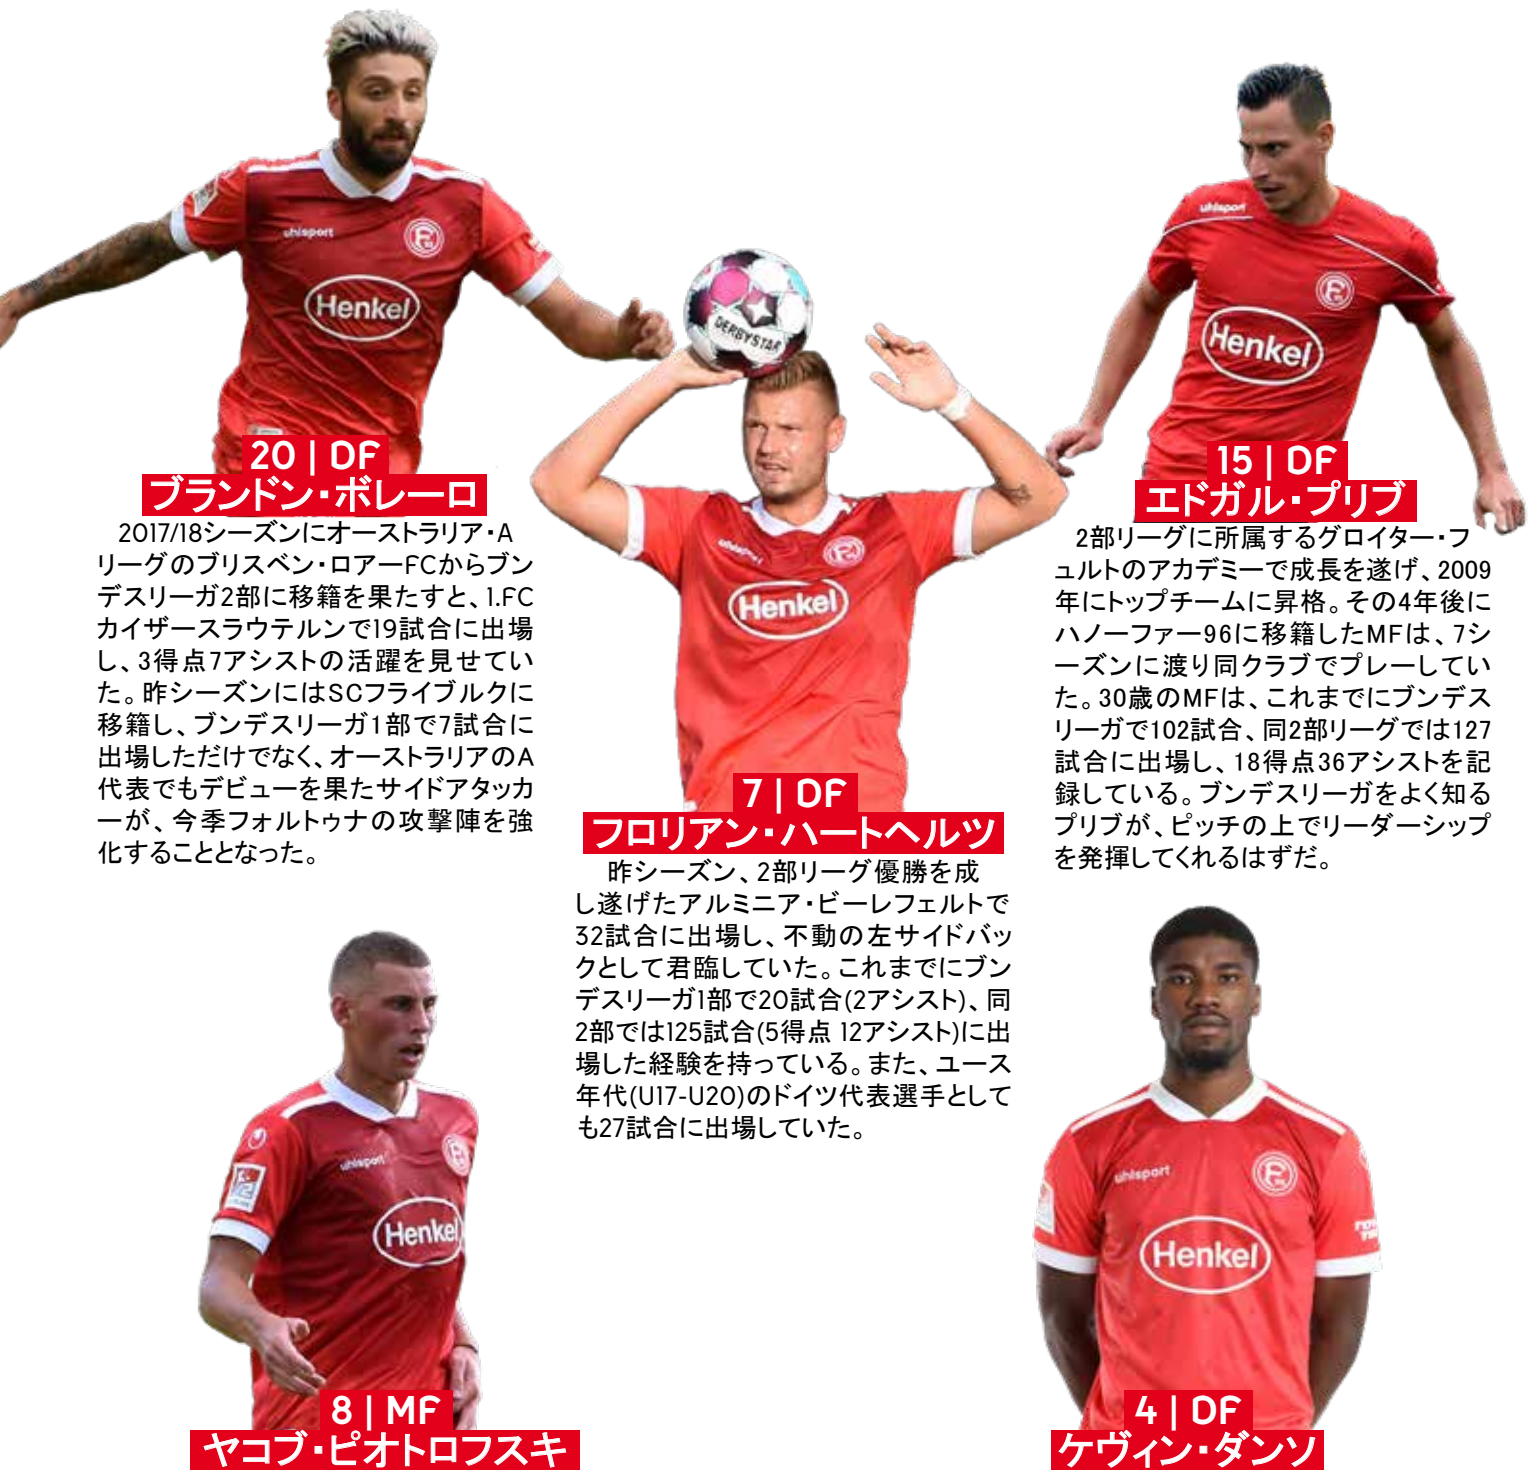 uhlsport
Henkel
20 | DF
ブランドン・ボレーロ
2017/18シーズンにオーストラリア・A
リーグのブリスベン・ロアーFCからブン
デスリーガ2部に移籍を果たすと、1.FC
カイザースラウテルンで19試合に出場
し、3得点7アシストの活躍を見せてい
た。昨シーズンにはSCフライブルクに
移籍し、ブンデスリーガ1部で7試合に
出場しただけでなく、オーストラリアのA
代表でもデビューを果たサイドアタッカ
ーが、今季フォルトゥナの攻撃陣を強
化することとなった。
DERBYSTAR
uhlsport
Henkel
7 | DF
フロリアン・ハートヘルツ
昨シーズン、2部リーグ優勝を成
し遂げたアルミニア・ビーレフェルトで
32試合に出場し、不動の左サイドバッ
クとして君臨していた。これまでにブン
デスリーガ1部で20試合(2アシスト)、同
2部では125試合(5得点 12アシスト)に出
場した経験を持っている。また、ユース
年代(U17-U20)のドイツ代表選手として
も27試合に出場していた。
uhlsport
Henkel
15 | DF
エドガル・プリブ
2部リーグに所属するグロイター・フ
ュルトのアカデミーで成長を遂げ、2009
年にトップチームに昇格。その4年後に
ハノーファー96に移籍したMFは、7シ
ーズンに渡り同クラブでプレーしてい
た。30歳のMFは、これまでにブンデス
リーガで102試合、同2部リーグでは127
試合に出場し、18得点36アシストを記
録している。ブンデスリーガをよく知る
プリブが、ピッチの上でリーダーシップ
を発揮してくれるはずだ。
uhlsport
Henkel
8 | MF
ヤコブ・ピオトロフスキ
uhlsport
Henkel
4 | DF
ケヴィン・ダンソ